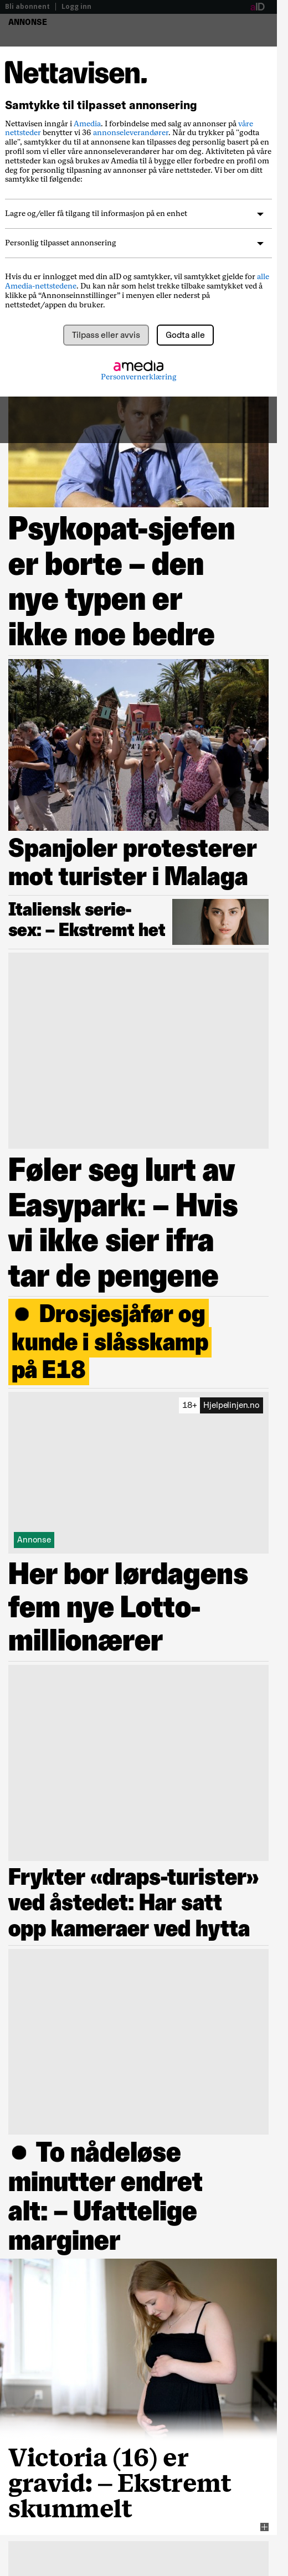 Bli abonnent | Logg inn
aID
ANNONSE
Nettavisen.
Samtykke til tilpasset annonsering
Nettavisen inngår i Amedia. I forbindelse med salg av annonser på våre
nettsteder benytter vi 36 annonseleverandører. Når du trykker på "godta
alle", samtykker du til at annonsene kan tilpasses deg personlig basert på en
profil som vi eller våre annonseleverandører har om deg. Aktiviteten på våre
nettsteder kan også brukes av Amedia til å bygge eller forbedre en profil om
deg for personlig tilpasning av annonser på våre nettsteder. Vi ber om ditt
samtykke til følgende:
Lagre og/eller få tilgang til informasjon på en enhet
Personlig tilpasset annonsering
Hvis du er innlogget med din aID og samtykker, vil samtykket gjelde for alle
Amedia-nettstedene. Du kan når som helst trekke tilbake samtykket ved å
klikke på “Annonseinnstillinger” i menyen eller nederst på
nettstedet/appen du bruker.
Tilpass eller avvis
Godta alle
amedia
Personvernerklæring
Psykopat-sjefen
er borte – den
nye typen er
ikke noe bedre
Spanjoler protesterer
mot turister i Malaga
Italiensk serie-
sex: – Ekstremt het
Føler seg lurt av
Easypark: – Hvis
vi ikke sier ifra
tar de pengene
● Drosjesjåfør og
kunde i slåsskamp
på E18
18+ Hjelpelinjen.no
Annonse
Her bor lørdagens
fem nye Lotto-
millionærer
Frykter «draps-turister»
ved åstedet: Har satt
opp kameraer ved hytta
● To nådeløse
minutter endret
alt: – Ufattelige
marginer
Victoria (16) er
gravid: – Ekstremt
skummelt